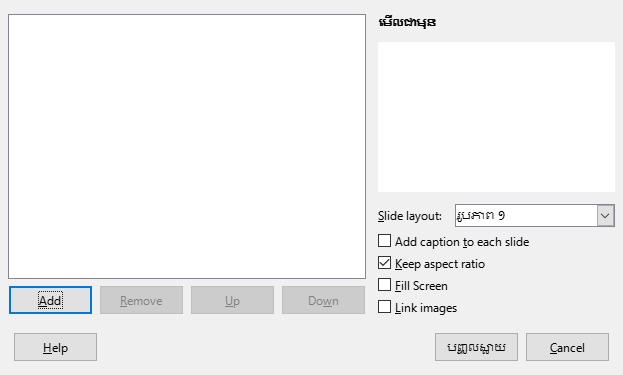 មើលជាមុន
Slide layout: រូបភាព ១
Add caption to each slide
Keep aspect ratio
Fill Screen
Link images
Add Remove Up Down
Help បញ្ចូលស្លាយ Cancel